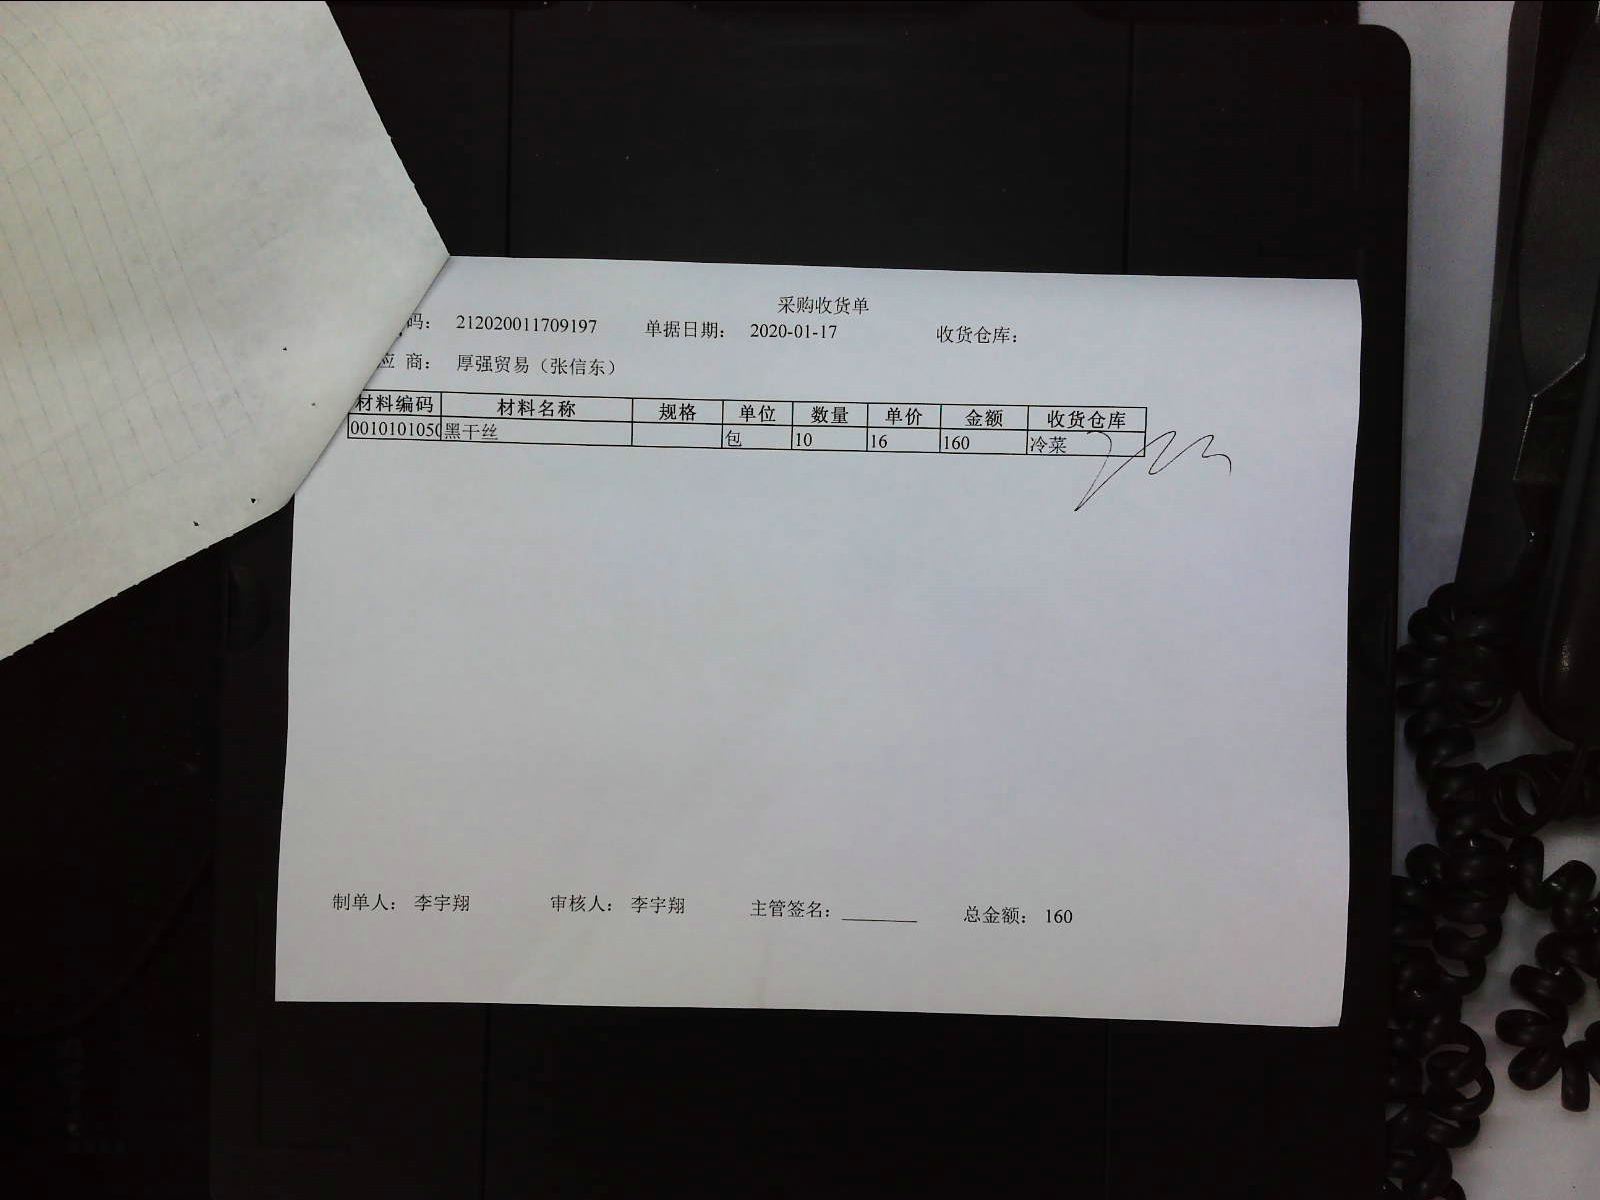 采购收货单
码： 212020011709197 单据日期： 2020-01-17 收货仓库：
应 商： 厚强贸易（张信东）
材料编码 材料名称 规格 单位 数量 单价 金额 收货仓库
001010105 黑干丝 包 10 16 160 冷菜
制单人： 李宇翔 审核人： 李宇翔 主管签名：________ 总金额： 160